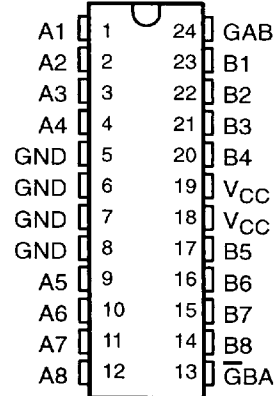 A1 1 24 GAB
A2 2 23 B1
A3 3 22 B2
A4 4 21 B3
GND 5 20 B4
GND 6 19 VCC
GND 7 18 VCC
GND 8 17 B5
A5 9 16 B6
A6 10 15 B7
A7 11 14 B8
A8 12 13 G̅BA